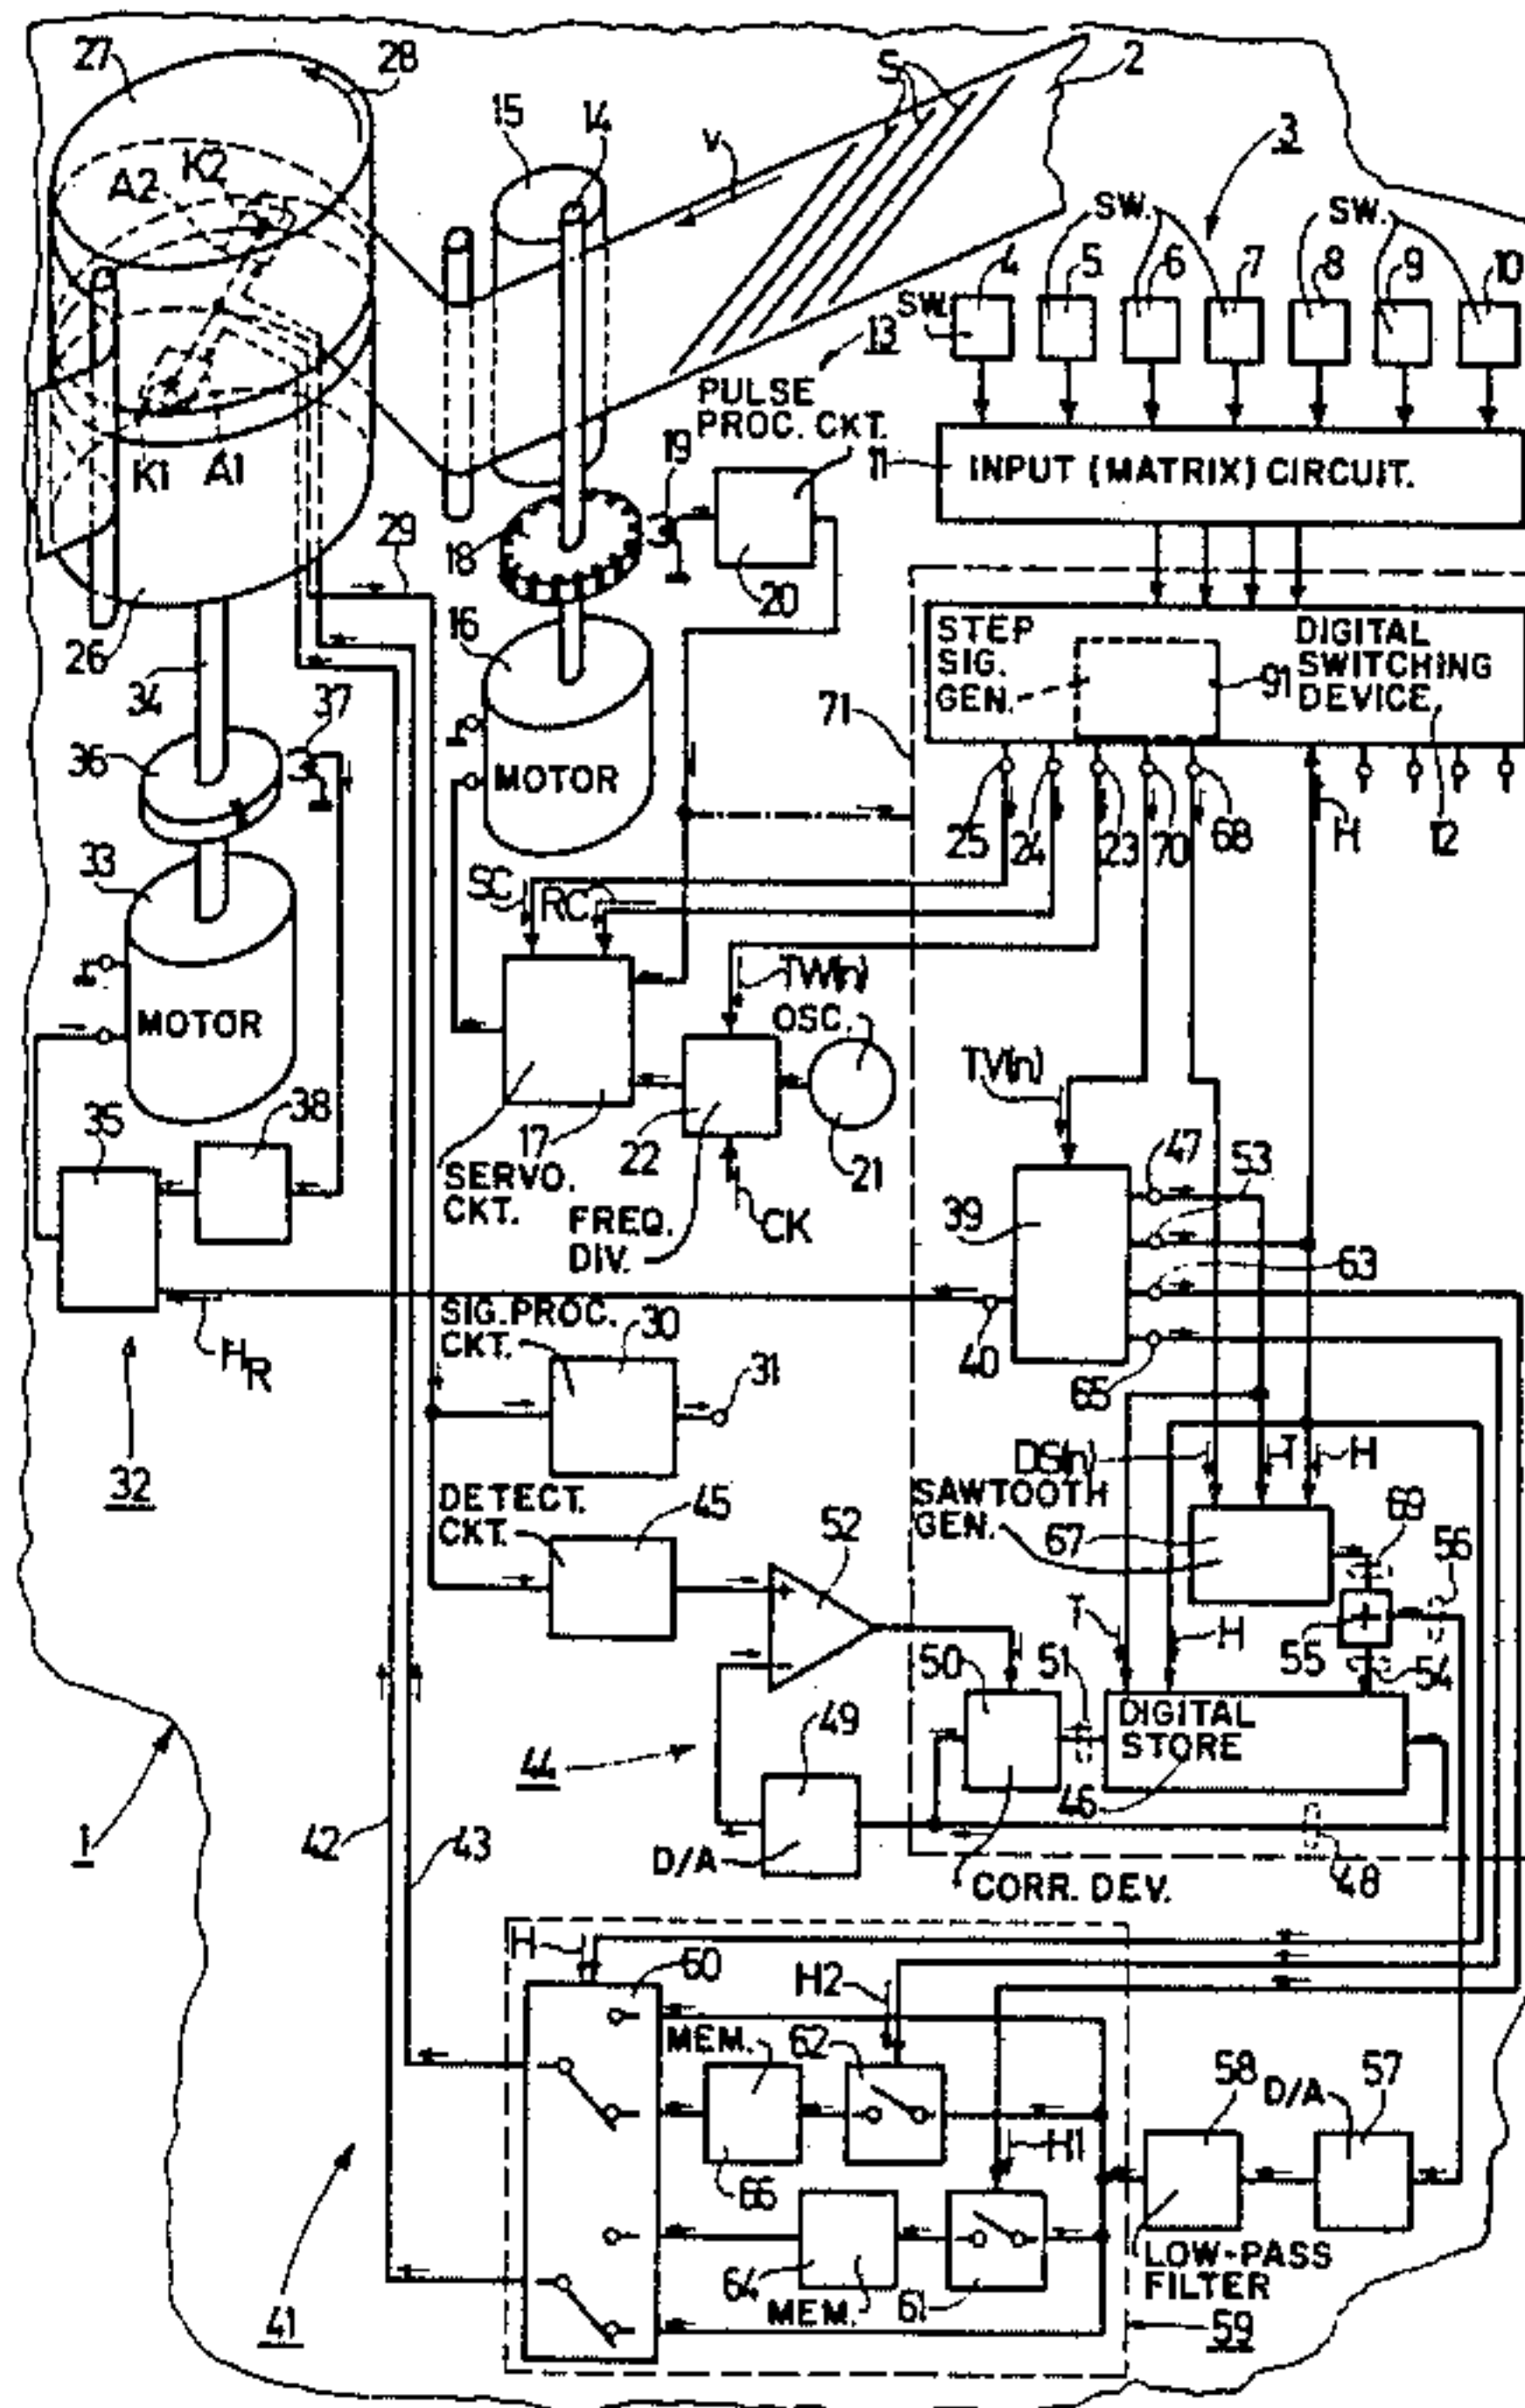 27
28
S
2
15
14
V
3
K2
A2
SW.
SW.
4
5
6
7
8
9
10
SW.
13
PULSE
PROC. CKT.
11
INPUT (MATRIX) CIRCUIT.
K1
A1
19
18
29
20
STEP
SIG.
GEN.
DIGITAL
SWITCHING
DEVICE
91
16
26
34
37
71
36
MOTOR
25
24
23
70
68
H
12
33
SC
RC
TW(n)
OSC.
MOTOR
TV(n)
35
38
17
22
21
47
53
SERVO.
CKT.
39
FREQ.
DIV.
CK
63
SIG. PROC.
CKT.
30
31
40
HR
65
32
DS(n)
T
H
DETECT.
CKT.
45
SAWTOOTH
GEN.
69
52
67
56
T
H
55
54
50
51
49
DIGITAL
STORE
44
46
1
42
43
D/A
CORR. DEV.
48
H
60
H2
MEM.
62
58
D/A
57
H1
66
64
MEM.
61
LOW-PASS
FILTER
41
59